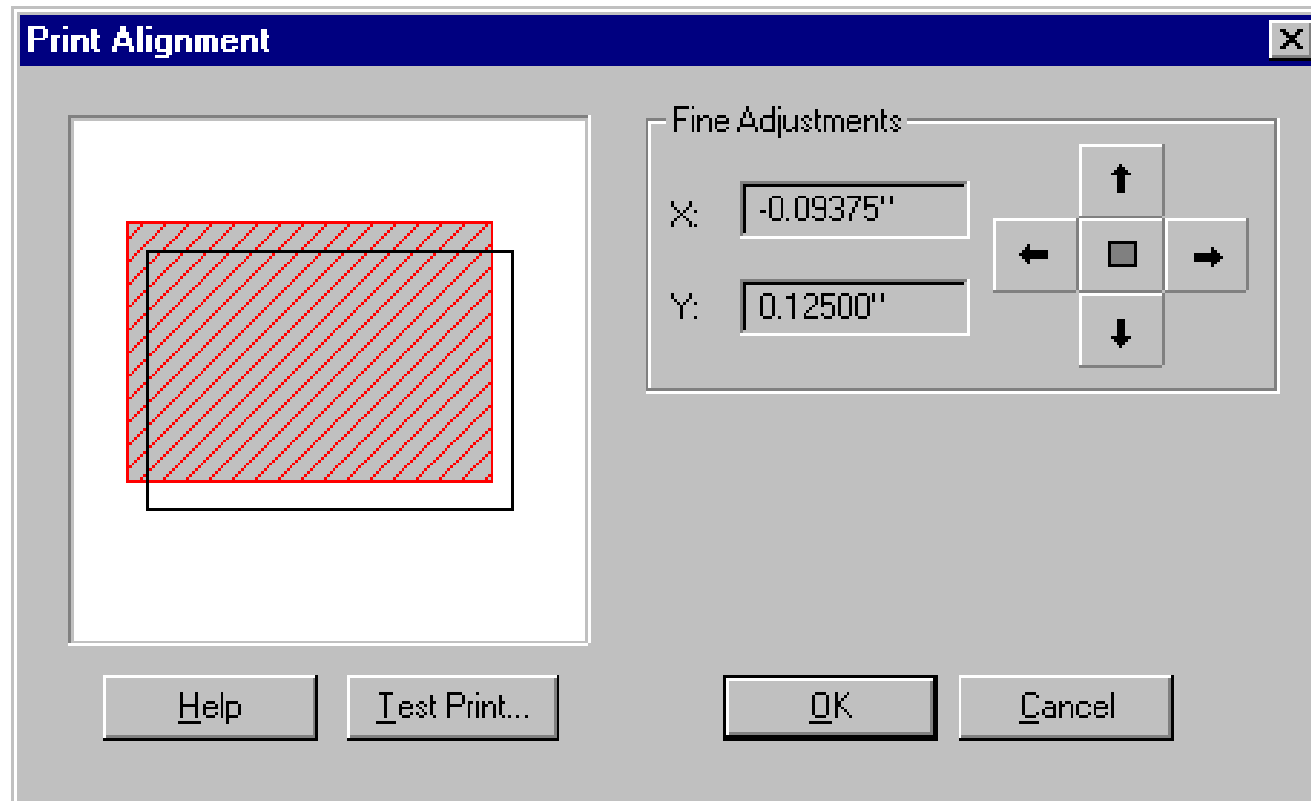 Print Alignment
Fine Adjustments
X: -0.09375"
Y: 0.12500"
Help
Test Print...
OK
Cancel